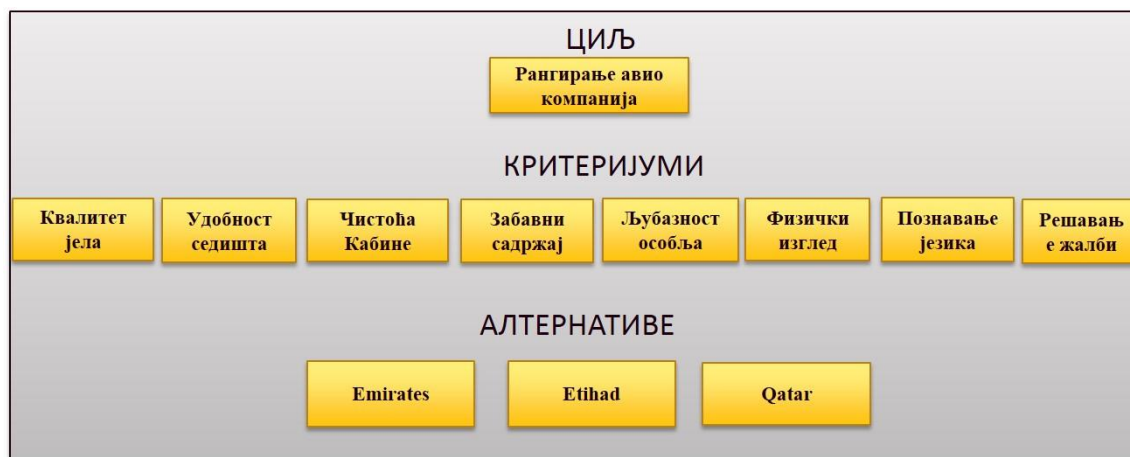 ЦИЉ
Рангирање авио
компанија
КРИТЕРИЈУМИ
Квалитет
јела
Удобност
седишта
Чистоћа
Кабине
Забавни
садржај
Љубазност
особља
Физички
изглед
Познавање
језика
Решавањ
е жалби
АЛТЕРНАТИВЕ
Emirates
Etihad
Qatar